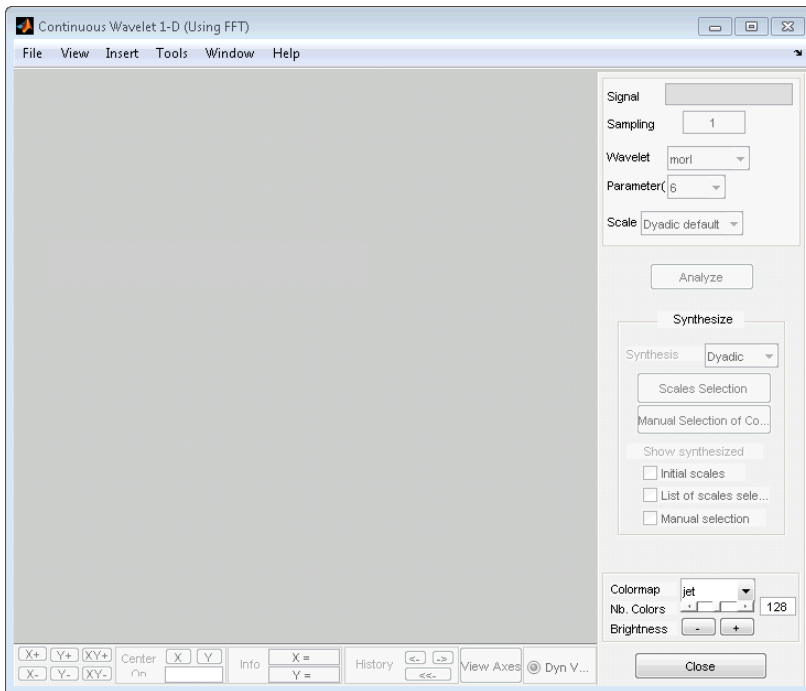 Continuous Wavelet 1-D (Using FFT)
File View Insert Tools Window Help
Signal
Sampling 1
Wavelet morl
Parameter( 6
Scale Dyadic default
Analyze
Synthesize
Synthesis Dyadic
Scales Selection
Manual Selection of Co...
Show synthesized
Initial scales
List of scales sele...
Manual selection
Colormap jet
Nb. Colors 128
Brightness - +
X+ Y+ XY+ Center X Y Info X = History <- -> View Axes Dyn V...
X- Y- XY- On Y = <<-
Close